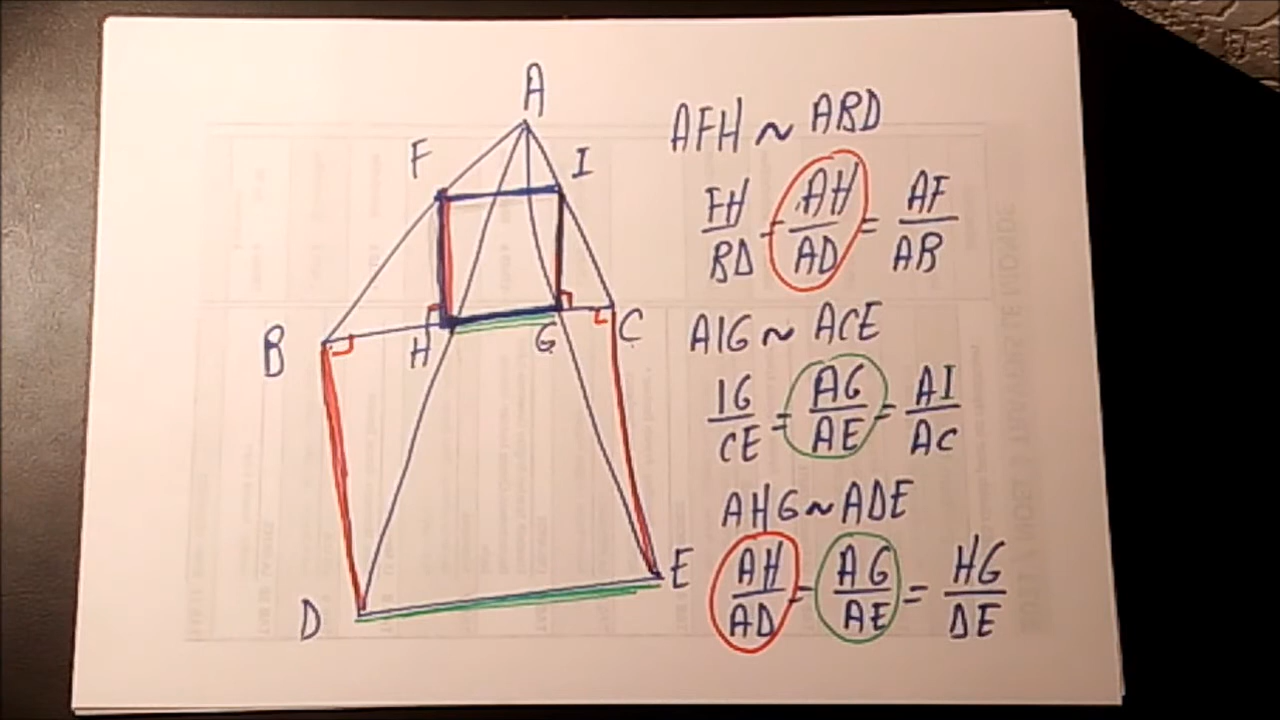 A
F
I
B
H
G
C
D
E
AFH ~ ABD
FH/BD = AH/AD = AF/AB
AIG ~ ACE
IG/CE = AG/AE = AI/AC
AHG ~ ADE
AH/AD = AG/AE = HG/DE